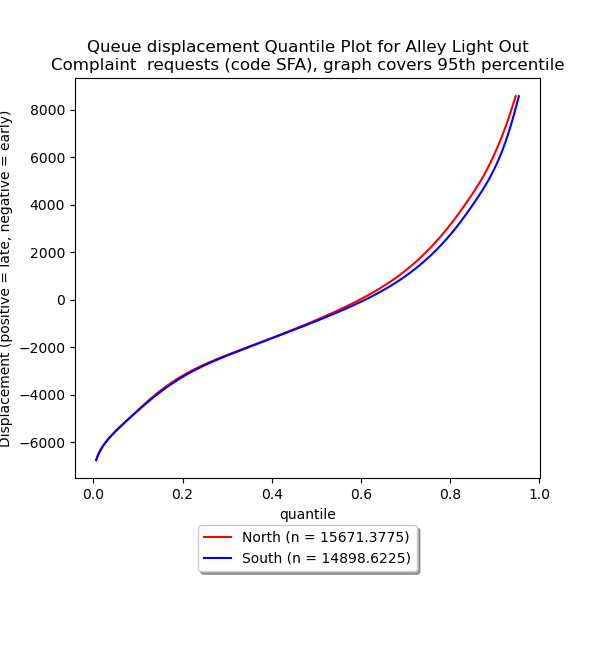 Queue displacement Quantile Plot for Alley Light Out
Complaint  requests (code SFA), graph covers 95th percentile
Displacement (positive = late, negative = early)
8000
6000
4000
2000
0
−2000
−4000
−6000
0.0 0.2 0.4 0.6 0.8 1.0
quantile
North (n = 15671.3775)
South (n = 14898.6225)